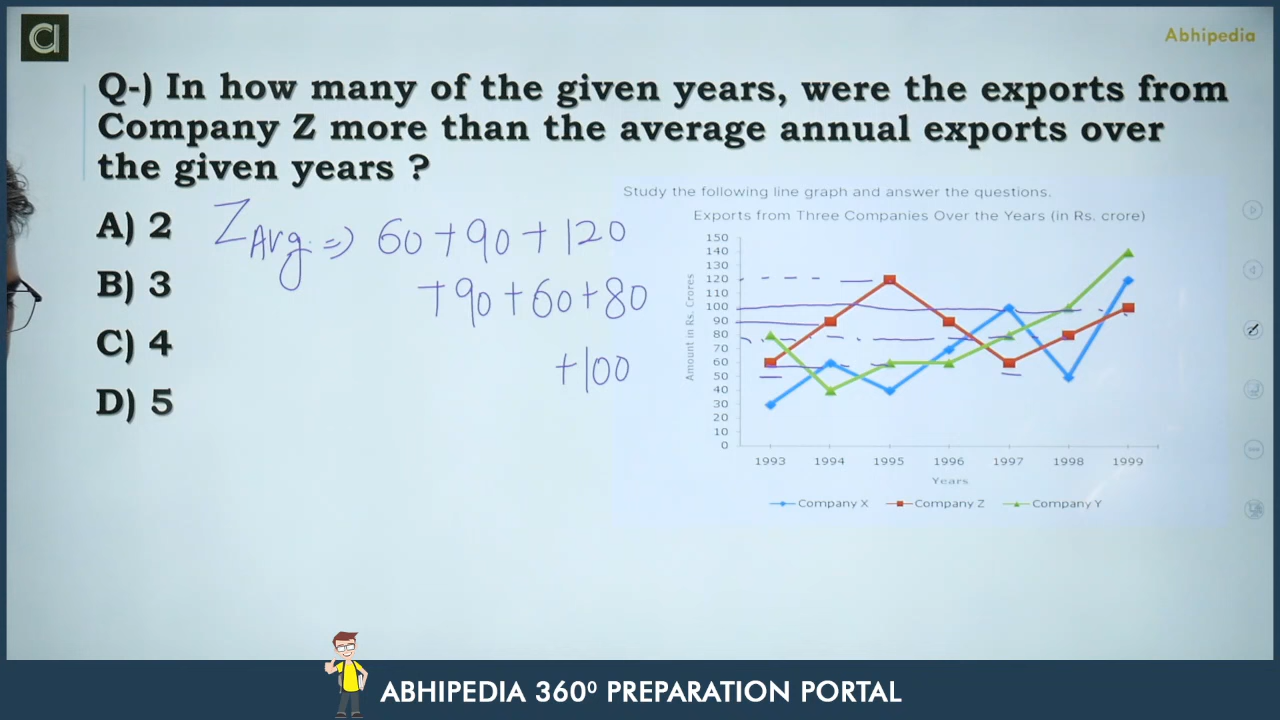 Abhipedia
Q-) In how many of the given years, were the exports from
Company Z more than the average annual exports over
the given years ?
A) 2
B) 3
C) 4
D) 5
Z Avg. => 60 + 90 + 120
+ 90 + 60 + 80
+ 100
Study the following line graph and answer the questions.
Exports from Three Companies Over the Years (in Rs. crore)
Amount in Rs. Crores
150
140
130
120
110
100
90
80
70
60
50
40
30
20
10
0
1993 1994 1995 1996 1997 1998 1999
Years
Company X Company Z Company Y
ABHIPEDIA 360⁰ PREPARATION PORTAL